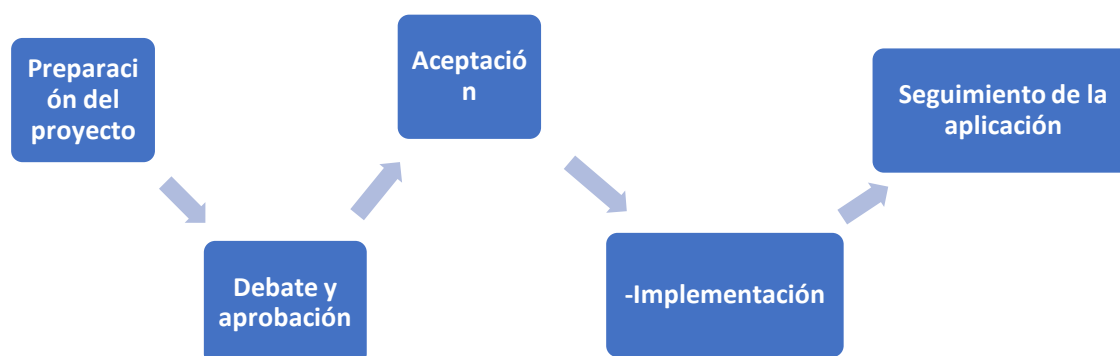 Preparaci
ón del
proyecto
Debate y
aprobación
Aceptació
n
-Implementación
Seguimiento de la
aplicación